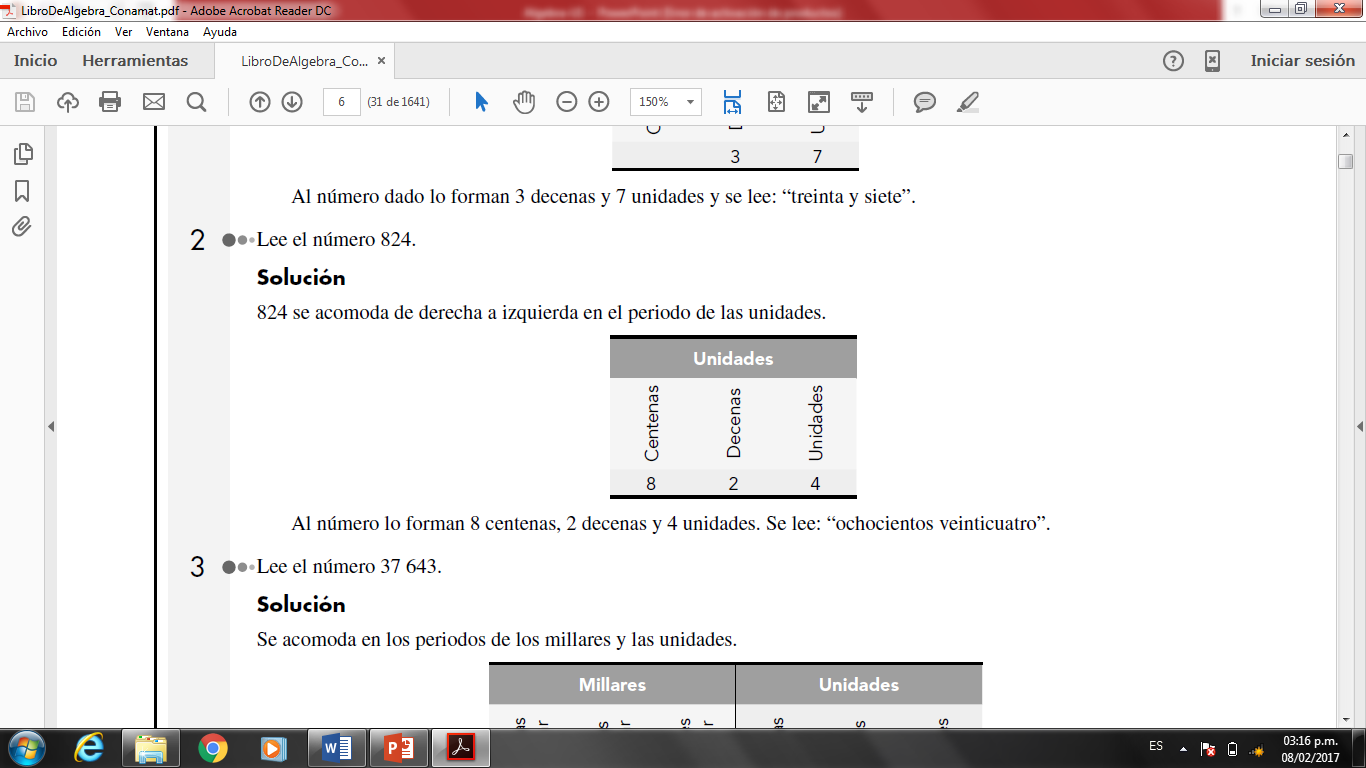 LibroDeAlgebra_Conamat.pdf - Adobe Acrobat Reader DC
Archivo Edición Ver Ventana Ayuda
Inicio Herramientas LibroDeAlgebra_Co... × Iniciar sesión
6 (31 de 1641) 150%
3 7
Al número dado lo forman 3 decenas y 7 unidades y se lee: “treinta y siete”.
2 Lee el número 824.
Solución
824 se acomoda de derecha a izquierda en el periodo de las unidades.
Unidades
Centenas Decenas Unidades
8 2 4
Al número lo forman 8 centenas, 2 decenas y 4 unidades. Se lee: “ochocientos veinticuatro”.
3 Lee el número 37 643.
Solución
Se acomoda en los periodos de los millares y las unidades.
Millares Unidades
ES 03:16 p.m.
08/02/2017